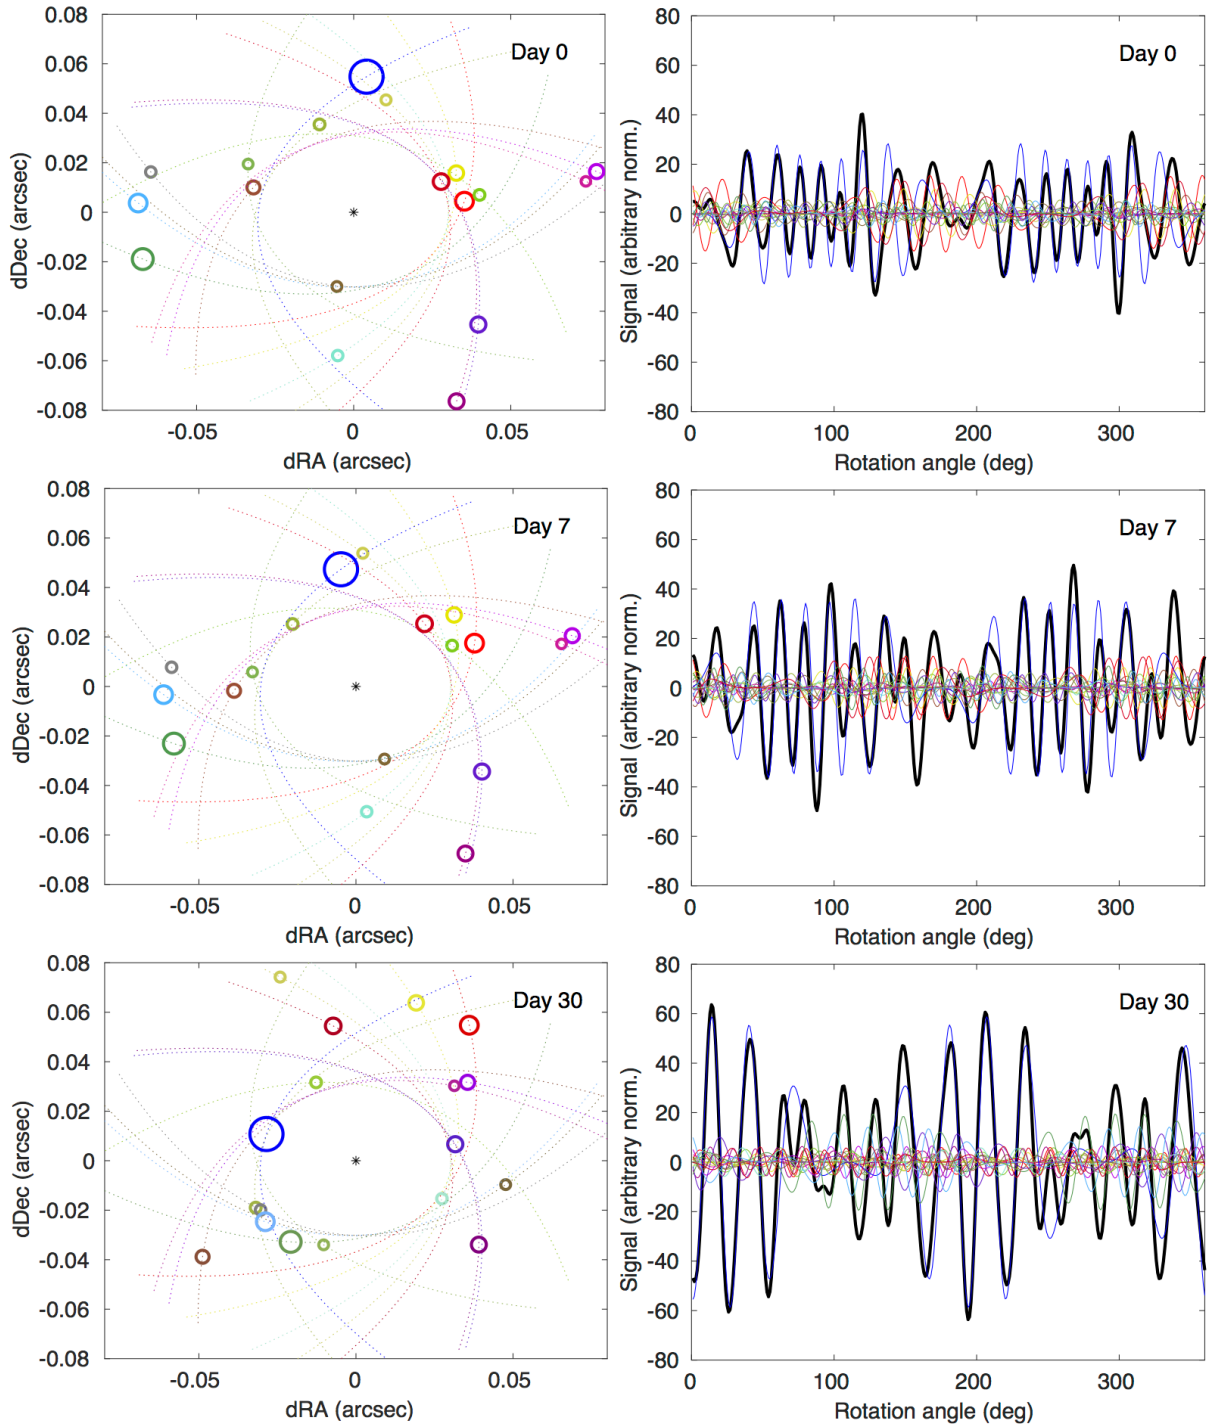 0.08
0.06
0.04
0.02
0
-0.02
-0.04
-0.06
-0.08
dDec (arcsec)
Day 0
-0.05 0 0.05
dRA (arcsec)
80
60
40
20
0
-20
-40
-60
-80
Signal (arbitrary norm.)
Day 0
0 100 200 300
Rotation angle (deg)
0.08
0.06
0.04
0.02
0
-0.02
-0.04
-0.06
-0.08
dDec (arcsec)
Day 7
-0.05 0 0.05
dRA (arcsec)
80
60
40
20
0
-20
-40
-60
-80
Signal (arbitrary norm.)
Day 7
0 100 200 300
Rotation angle (deg)
0.08
0.06
0.04
0.02
0
-0.02
-0.04
-0.06
-0.08
dDec (arcsec)
Day 30
-0.05 0 0.05
dRA (arcsec)
80
60
40
20
0
-20
-40
-60
-80
Signal (arbitrary norm.)
Day 30
0 100 200 300
Rotation angle (deg)